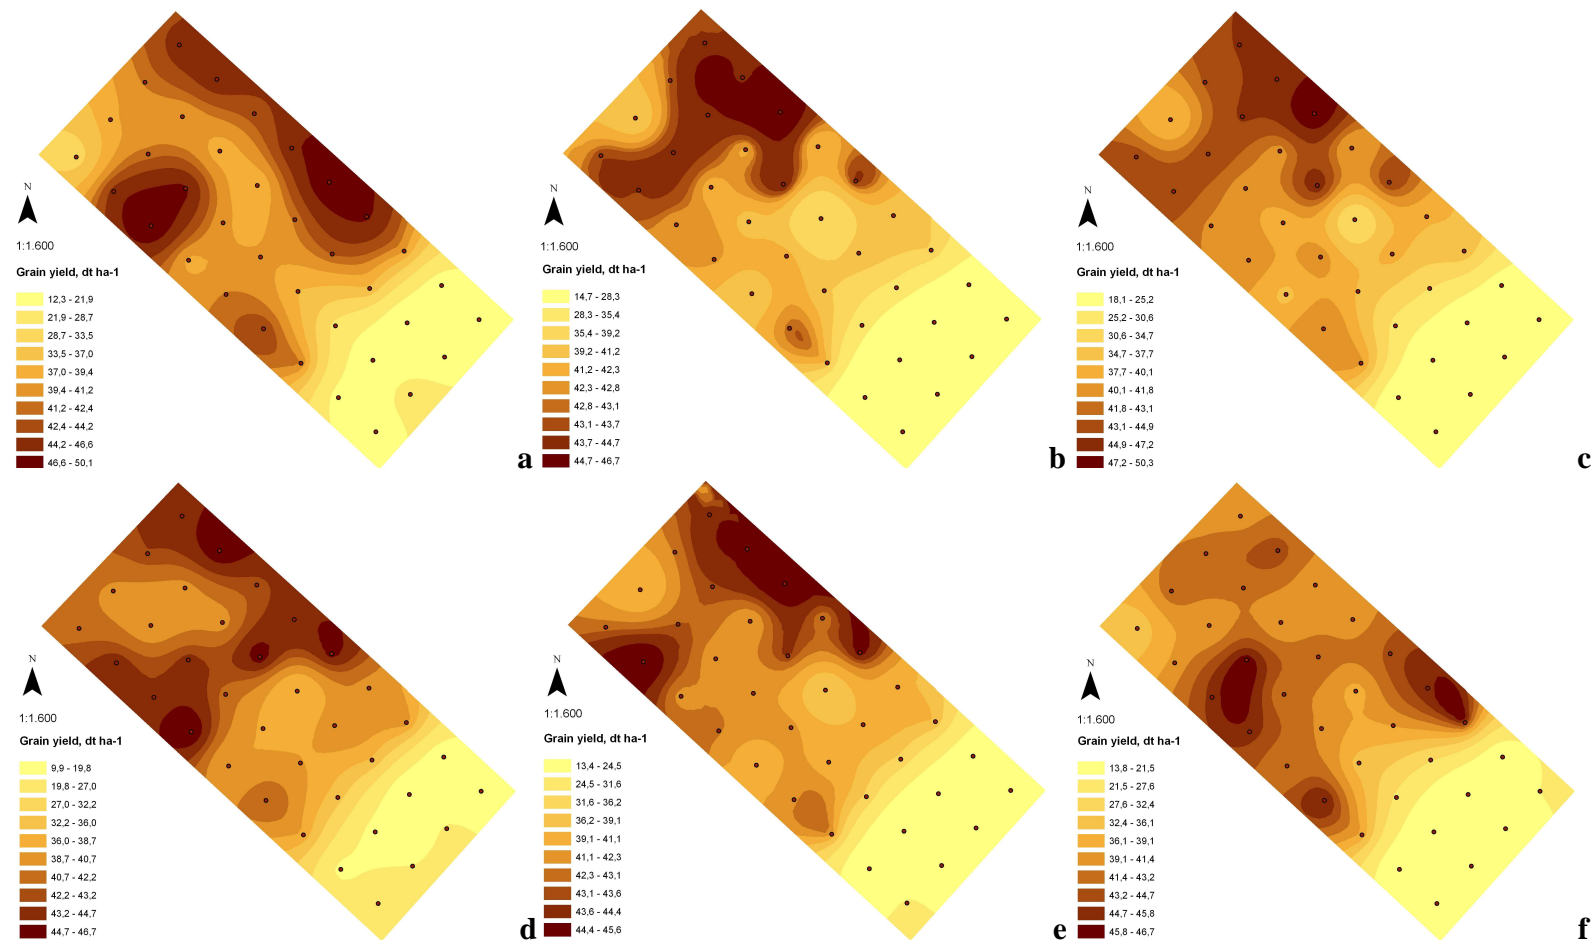 N
1:1.600
Grain yield, dt ha-1
12,3 - 21,9
21,9 - 28,7
28,7 - 33,5
33,5 - 37,0
37,0 - 39,4
39,4 - 41,2
41,2 - 42,4
42,4 - 44,2
44,2 - 46,6
46,6 - 50,1
a
N
1:1.600
Grain yield, dt ha-1
14,7 - 28,3
28,3 - 35,4
35,4 - 39,2
39,2 - 41,2
41,2 - 42,3
42,3 - 42,8
42,8 - 43,1
43,1 - 43,7
43,7 - 44,7
44,7 - 46,7
b
N
1:1.600
Grain yield, dt ha-1
18,1 - 25,2
25,2 - 30,6
30,6 - 34,7
34,7 - 37,7
37,7 - 40,1
40,1 - 41,8
41,8 - 43,1
43,1 - 44,9
44,9 - 47,2
47,2 - 50,3
c
N
1:1.600
Grain yield, dt ha-1
9,9 - 19,8
19,8 - 27,0
27,0 - 32,2
32,2 - 36,0
36,0 - 38,7
38,7 - 40,7
40,7 - 42,2
42,2 - 43,2
43,2 - 44,7
44,7 - 46,7
d
N
1:1.600
Grain yield, dt ha-1
13,4 - 24,5
24,5 - 31,6
31,6 - 36,2
36,2 - 39,1
39,1 - 41,1
41,1 - 42,3
42,3 - 43,1
43,1 - 43,6
43,6 - 44,4
44,4 - 45,6
e
N
1:1.600
Grain yield, dt ha-1
13,8 - 21,5
21,5 - 27,6
27,6 - 32,4
32,4 - 36,1
36,1 - 39,1
39,1 - 41,4
41,4 - 43,2
43,2 - 44,7
44,7 - 45,8
45,8 - 46,7
f